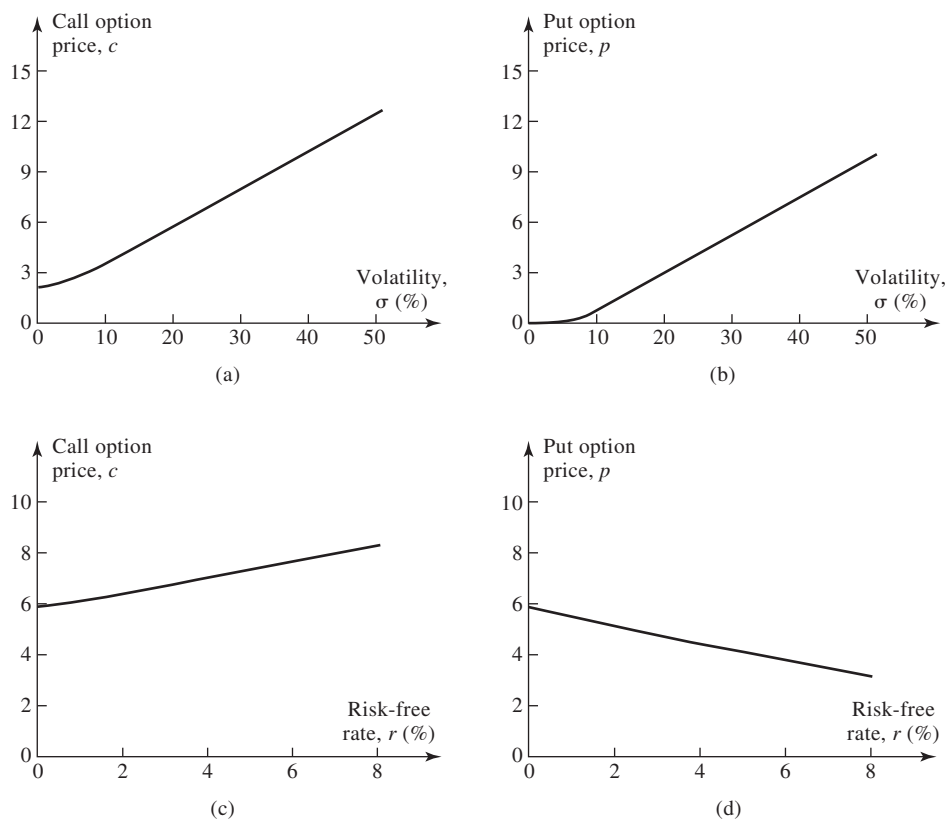 Call option
price, c
15
12
9
6
3
0
0 10 20 30 40 50
Volatility,
σ (%)
(a)
Put option
price, p
15
12
9
6
3
0
0 10 20 30 40 50
Volatility,
σ (%)
(b)
Call option
price, c
10
8
6
4
2
0
0 2 4 6 8
Risk-free
rate, r (%)
(c)
Put option
price, p
10
8
6
4
2
0
0 2 4 6 8
Risk-free
rate, r (%)
(d)